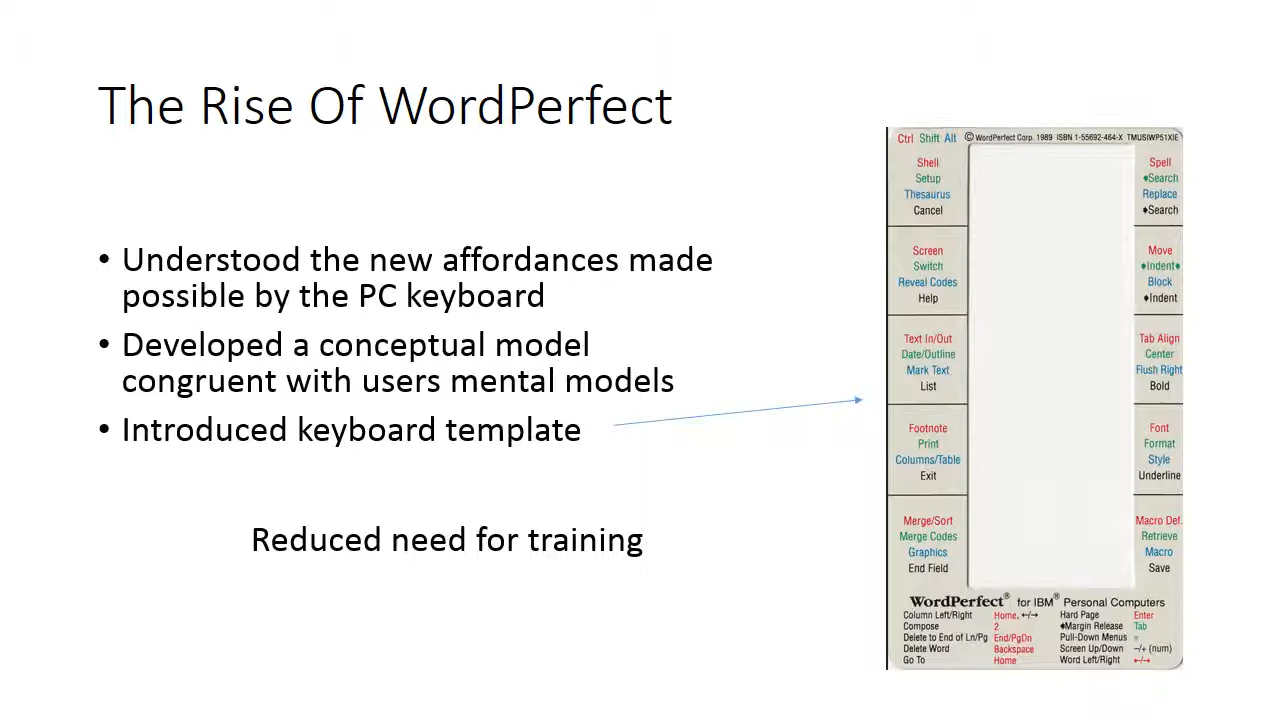 The Rise Of WordPerfect
• Understood the new affordances made
possible by the PC keyboard
• Developed a conceptual model
congruent with users mental models
• Introduced keyboard template
Reduced need for training
Ctrl Shift Alt © WordPerfect Corp. 1989 ISBN 1-55692-464-X TMUSIWP51XIE
Shell
Setup
Thesaurus
Cancel
Spell
♦Search
Replace
♦Search
Screen
Switch
Reveal Codes
Help
Move
♦Indent♦
Block
♦Indent
Text In/Out
Date/Outline
Mark Text
List
Tab Align
Center
Flush Right
Bold
Footnote
Print
Columns/Table
Exit
Font
Format
Style
Underline
Merge/Sort
Merge Codes
Graphics
End Field
Macro Def.
Retrieve
Macro
Save
WordPerfect® for IBM® Personal Computers
Column Left/Right Home, ←/→ Hard Page Enter
Compose 2 ♦Margin Release Tab
Delete to End of Ln/Pg End/PgDn Pull-Down Menus =
Delete Word Backspace Screen Up/Down –/+ (num)
Go To Home Word Left/Right ←/→